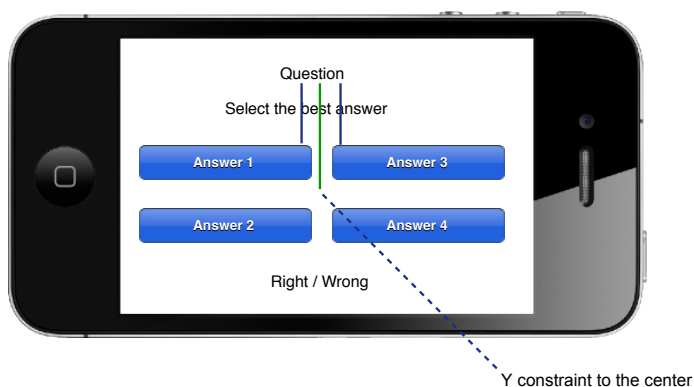 Question
Select the best answer
Answer 1
Answer 3
Answer 2
Answer 4
Right / Wrong
Y constraint to the center